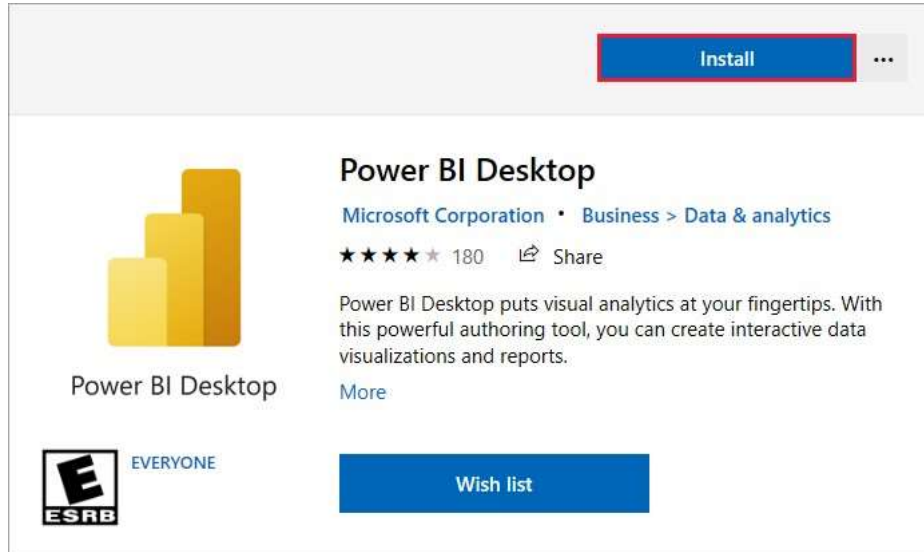 Install
...
Power BI Desktop
Microsoft Corporation • Business > Data & analytics
180 Share
Power BI Desktop puts visual analytics at your fingertips. With
this powerful authoring tool, you can create interactive data
visualizations and reports.
More
Power BI Desktop
E
ESRB
EVERYONE
Wish list